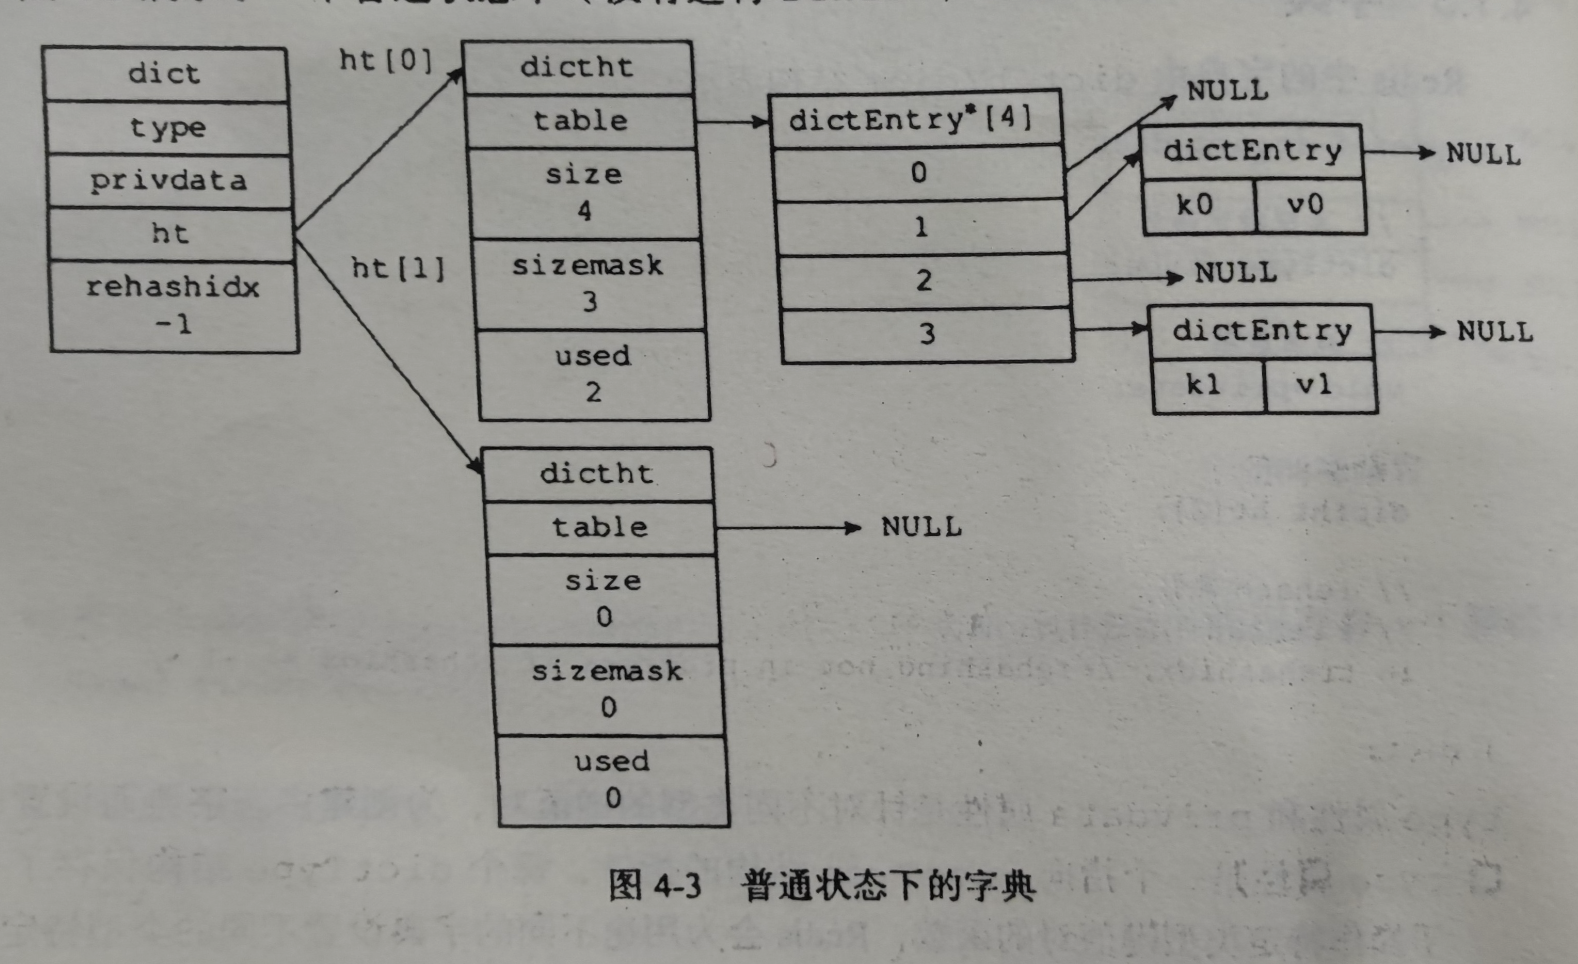 dict
type
privdata
ht
rehashidx
-1
ht[0]
ht[1]
dictht
table
size
4
sizemask
3
used
2
dictEntry*[4]
0
1
2
3
NULL
dictEntry
k0 v0
NULL
NULL
dictEntry
k1 v1
NULL
dictht
table
size
0
sizemask
0
used
0
NULL
图 4-3 普通状态下的字典